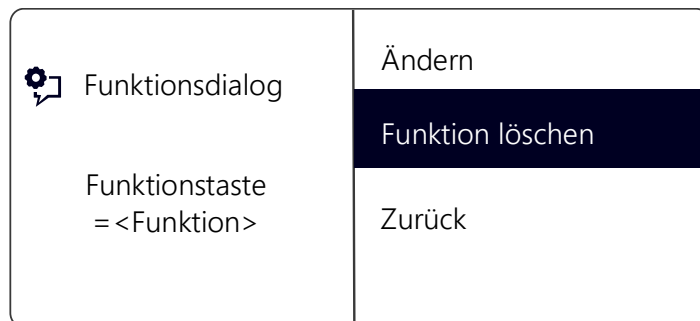 Funktionsdialog
Funktionstaste
=<Funktion>
Ändern
Funktion löschen
Zurück